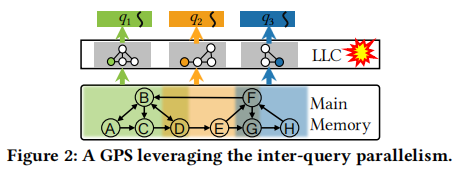 q1 q2 q3
LLC
B F Main
A C D E G H Memory
Figure 2: A GPS leveraging the inter-query parallelism.